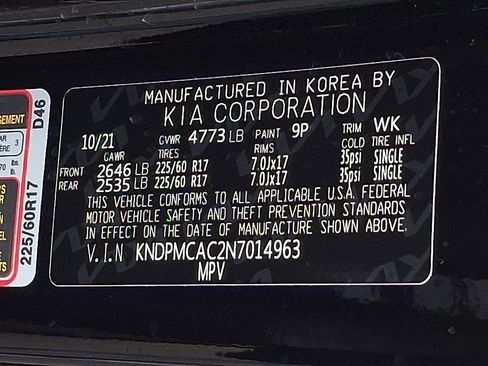 MANUFACTURED IN KOREA BY
KIA CORPORATION
10/21 GVWR 4773 LB PAINT 9P TRIM WK
GAWR TIRES RIMS COLD TIRE INFL
FRONT 2646 LB 225/60 R17 7.0Jx17 35psi SINGLE
REAR 2535 LB 225/60 R17 7.0Jx17 35psi SINGLE
THIS VEHICLE CONFORMS TO ALL APPLICABLE U.S.A. FEDERAL
MOTOR VEHICLE SAFETY AND THEFT PREVENTION STANDARDS
IN EFFECT ON THE DATE OF MANUFACTURE SHOWN ABOVE.
V.I.N KNDPMCAC2N7014963
MPV
225/60R17 D46